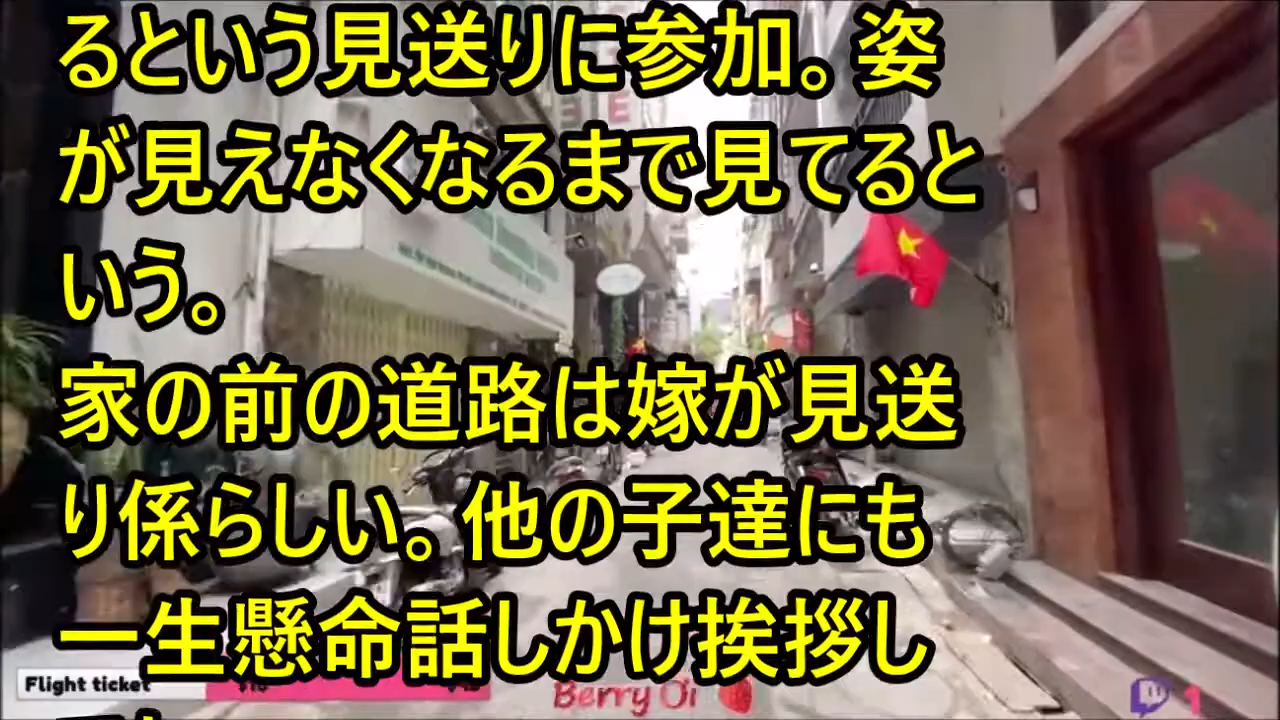 るという見送りに参加。姿
が見えなくなるまで見てると
いう。
家の前の道路は嫁が見送
り係らしい。他の子達にも
一生懸命話しかけ挨拶し
Flight ticket
Berry Oi